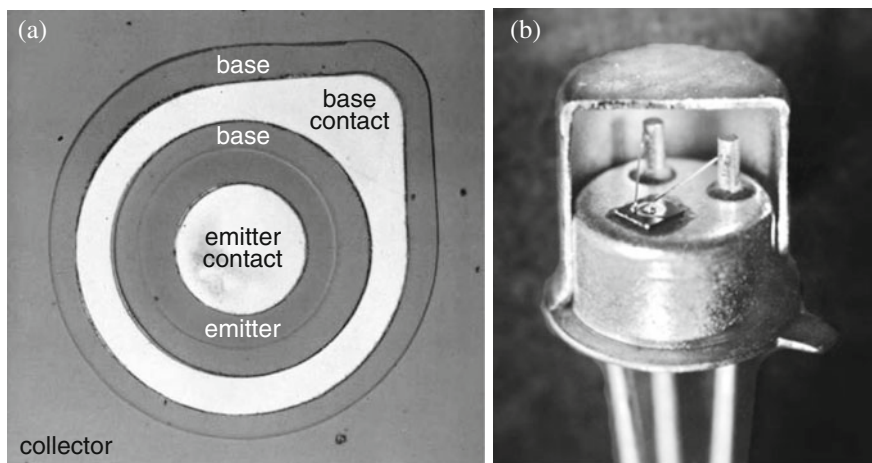 (a)
base
base
contact
base
emitter
contact
emitter
collector
(b)